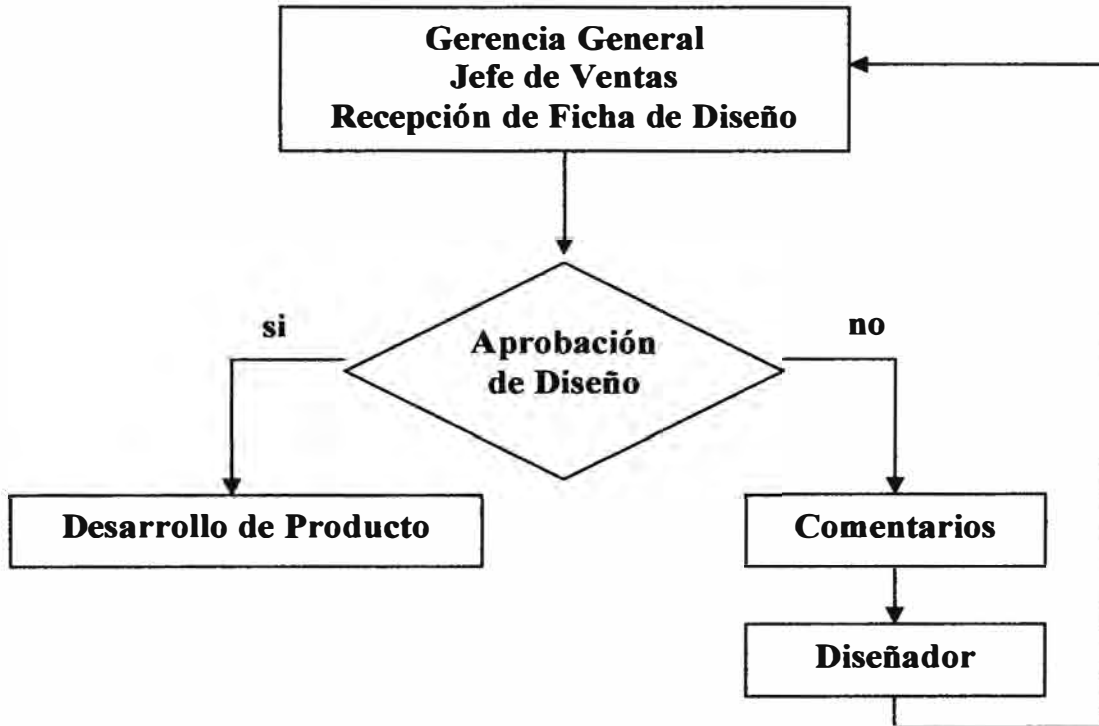 Gerencia General
Jefe de Ventas
Recepción de Ficha de Diseño
si
no
Aprobación
de Diseño
Desarrollo de Producto
Comentarios
Diseñador